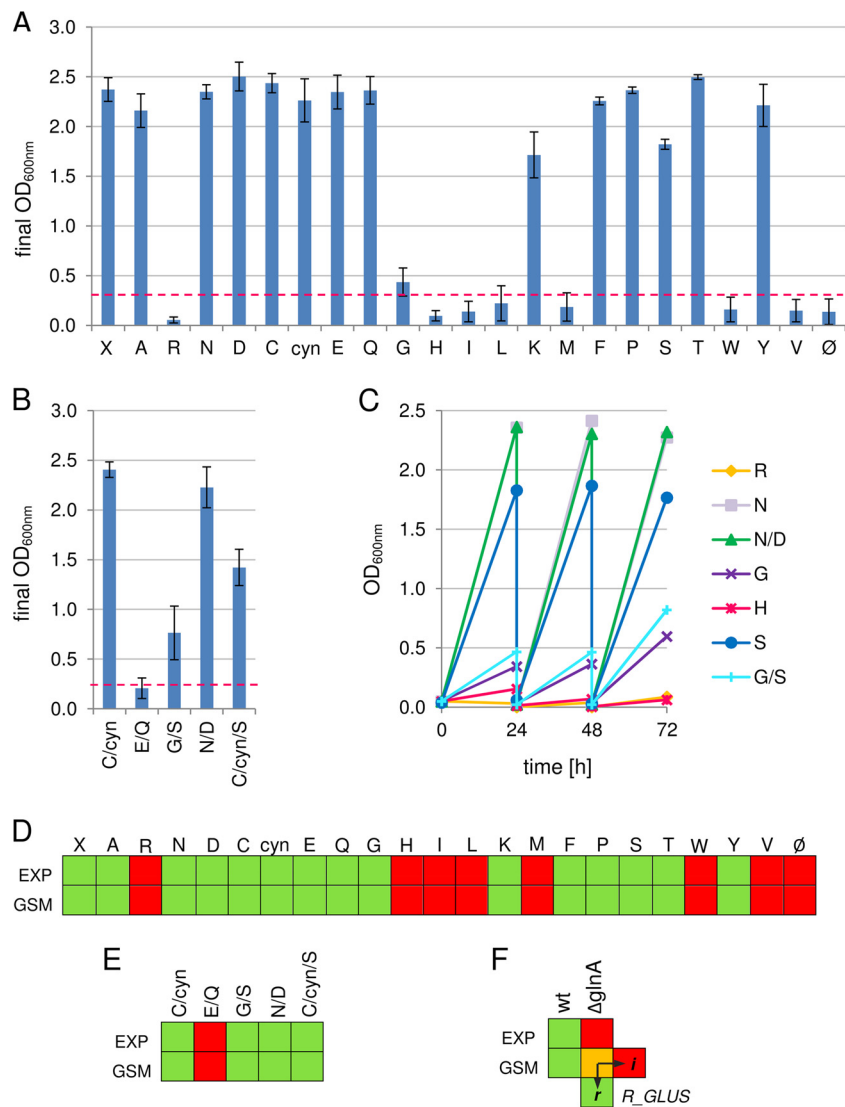 A
final OD600nm
3.0
2.5
2.0
1.5
1.0
0.5
0.0
X A R N D C cyn E Q G H I L K M F P S T W Y V Ø
B
final OD600nm
3.0
2.5
2.0
1.5
1.0
0.5
0.0
C/cyn E/Q G/S N/D C/cyn/S
C
OD600nm
2.5
2.0
1.5
1.0
0.5
0.0
0 24 48 72
time [h]
R
N
N/D
G
H
S
G/S
D
X A R N D C cyn E Q G H I L K M F P S T W Y V Ø
EXP
GSM
E
C/cyn E/Q G/S N/D C/cyn/S
EXP
GSM
F
wt ΔglnA
EXP
GSM i
r R_GLUS